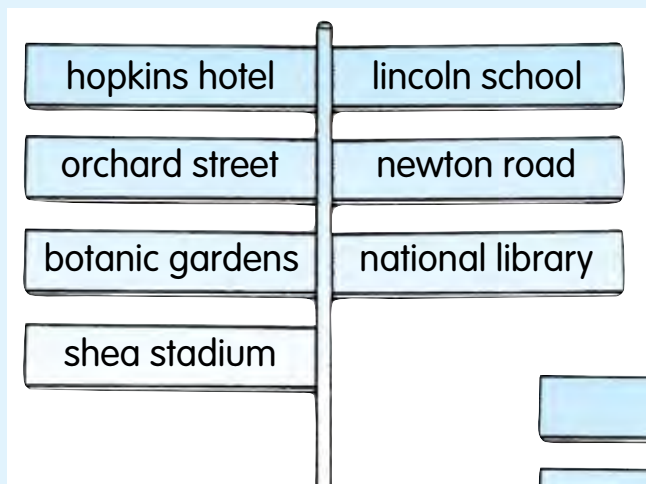 hopkins hotel
lincoln school
orchard street
newton road
botanic gardens
national library
shea stadium